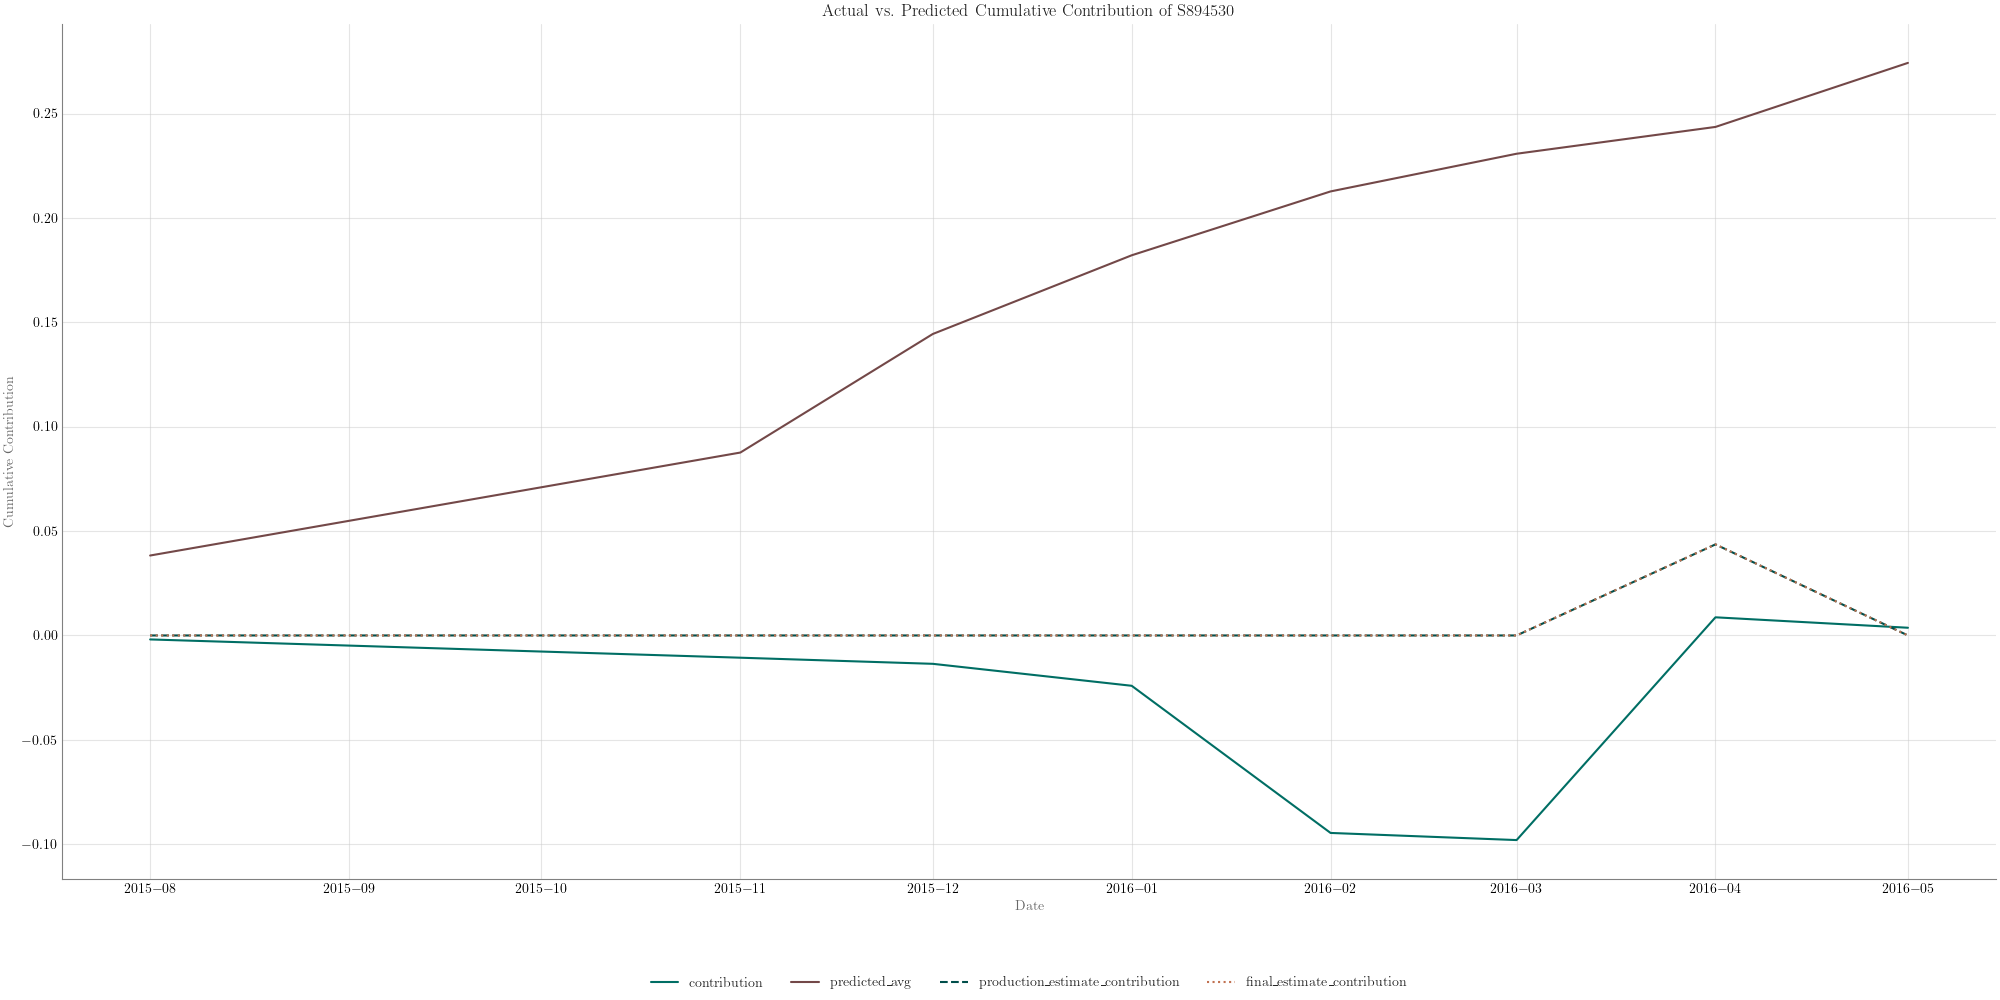 Actual vs. Predicted Cumulative Contribution of S894530
Cumulative Contribution
0.25
0.20
0.15
0.10
0.05
0.00
−0.05
−0.10
2015−08 2015−09 2015−10 2015−11 2015−12 2016−01 2016−02 2016−03 2016−04 2016−05
Date
contribution predicted_avg production_estimate_contribution final_estimate_contribution